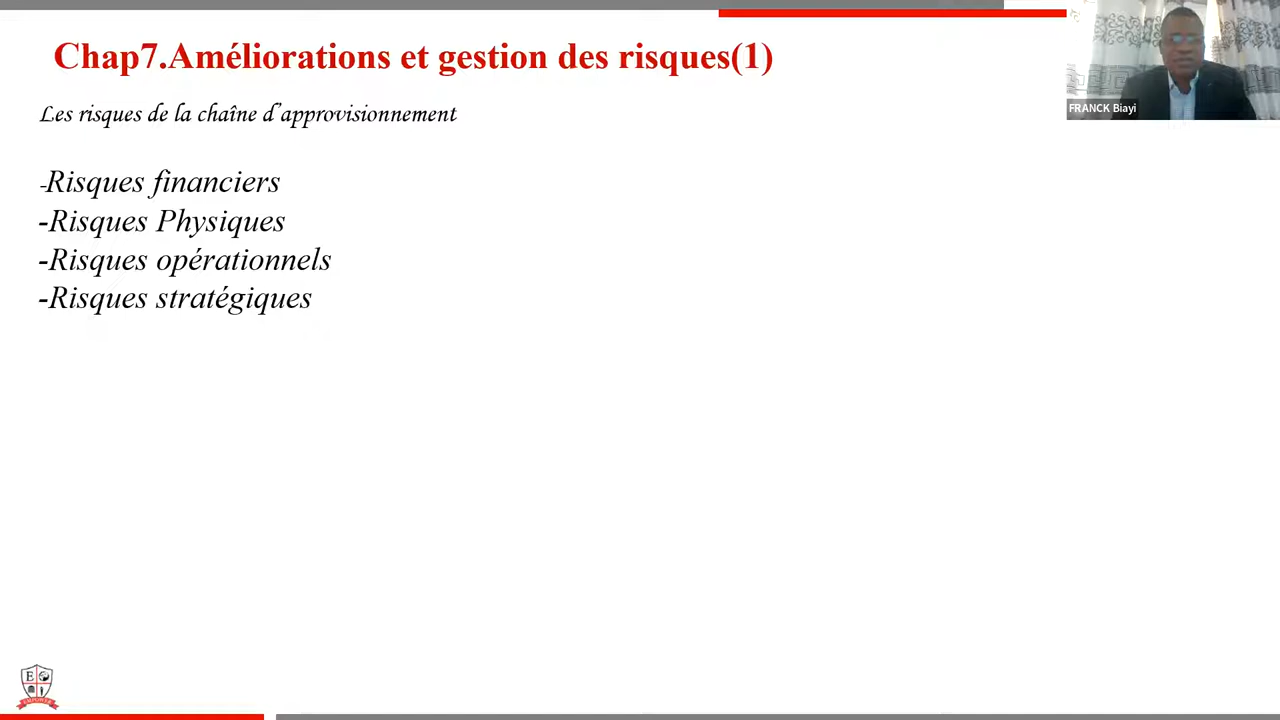 Chap7.Améliorations et gestion des risques(1)
FRANCK Biayi
Les risques de la chaîne d’approvisionnement
-Risques financiers
-Risques Physiques
-Risques opérationnels
-Risques stratégiques
E